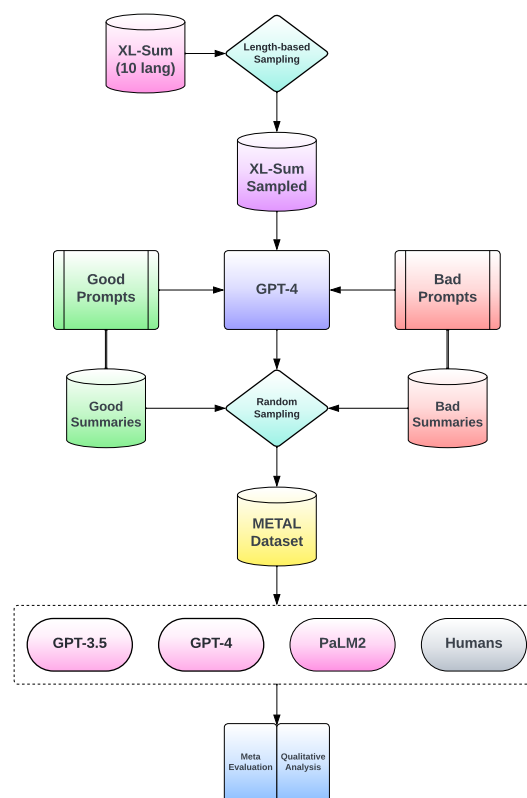 XL-Sum
(10 lang)
Length-based
Sampling
XL-Sum
Sampled
Good
Prompts
GPT-4
Bad
Prompts
Good
Summaries
Random
Sampling
Bad
Summaries
METAL
Dataset
GPT-3.5
GPT-4
PaLM2
Humans
Meta
Evaluation
Qualitative
Analysis